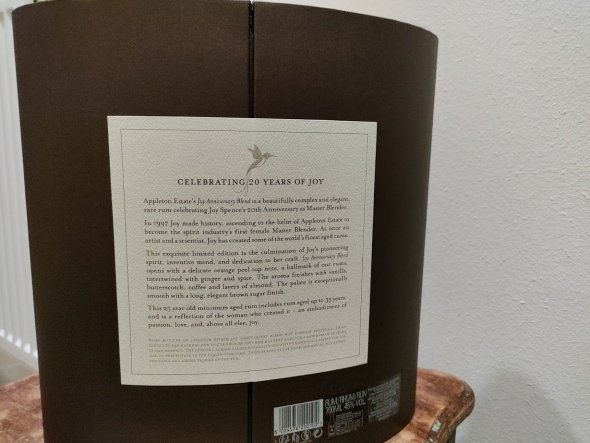 CELEBRATING 20 YEARS OF JOY
Appleton Estate's Joy Anniversary Blend is a beautifully complex and elegant
rare rum celebrating Joy Spence's 20th Anniversary as Master Blender.
In 1997 Joy made history, ascending to the helm of Appleton Estate to
become the spirit industry's first female Master Blender. At once an
artist and a scientist, Joy has created some of the world's finest aged rums.
This exquisite limited edition is the culmination of Joy's pioneering
spirit, inventive mind, and dedication to her craft. Joy Anniversary Blend
opens with a delicate orange peel top note, a hallmark of our rums,
intertwined with ginger and spice. The aroma finishes with vanilla,
butterscotch, coffee and layers of almond. The palate is exceptionally
smooth with a long, elegant brown sugar finish.
This 25 year old minimum aged rum includes rum aged up to 35 years,
and is a reflection of the woman who created it - an embodiment of
passion, love, and, above all else, joy.
RUM/RHUM/RON
700ML 45% VOL